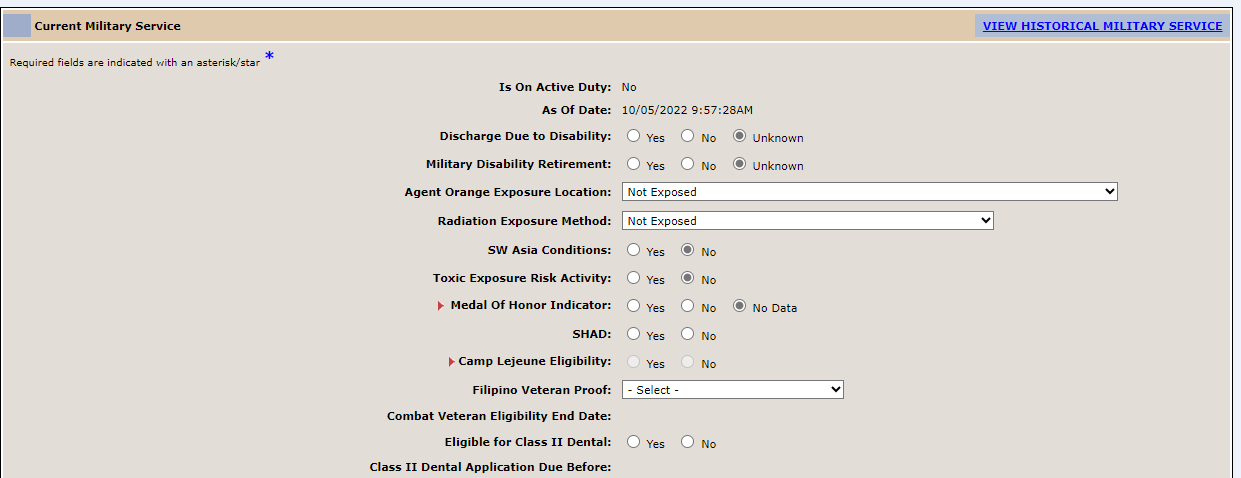 Current Military Service VIEW HISTORICAL MILITARY SERVICE
Required fields are indicated with an asterisk/star *
Is On Active Duty: No
As Of Date: 10/05/2022 9:57:28AM
Discharge Due to Disability: Yes No Unknown
Military Disability Retirement: Yes No Unknown
Agent Orange Exposure Location: Not Exposed
Radiation Exposure Method: Not Exposed
SW Asia Conditions: Yes No
Toxic Exposure Risk Activity: Yes No
Medal Of Honor Indicator: Yes No No Data
SHAD: Yes No
Camp Lejeune Eligibility: Yes No
Filipino Veteran Proof: - Select -
Combat Veteran Eligibility End Date:
Eligible for Class II Dental: Yes No
Class II Dental Application Due Before: